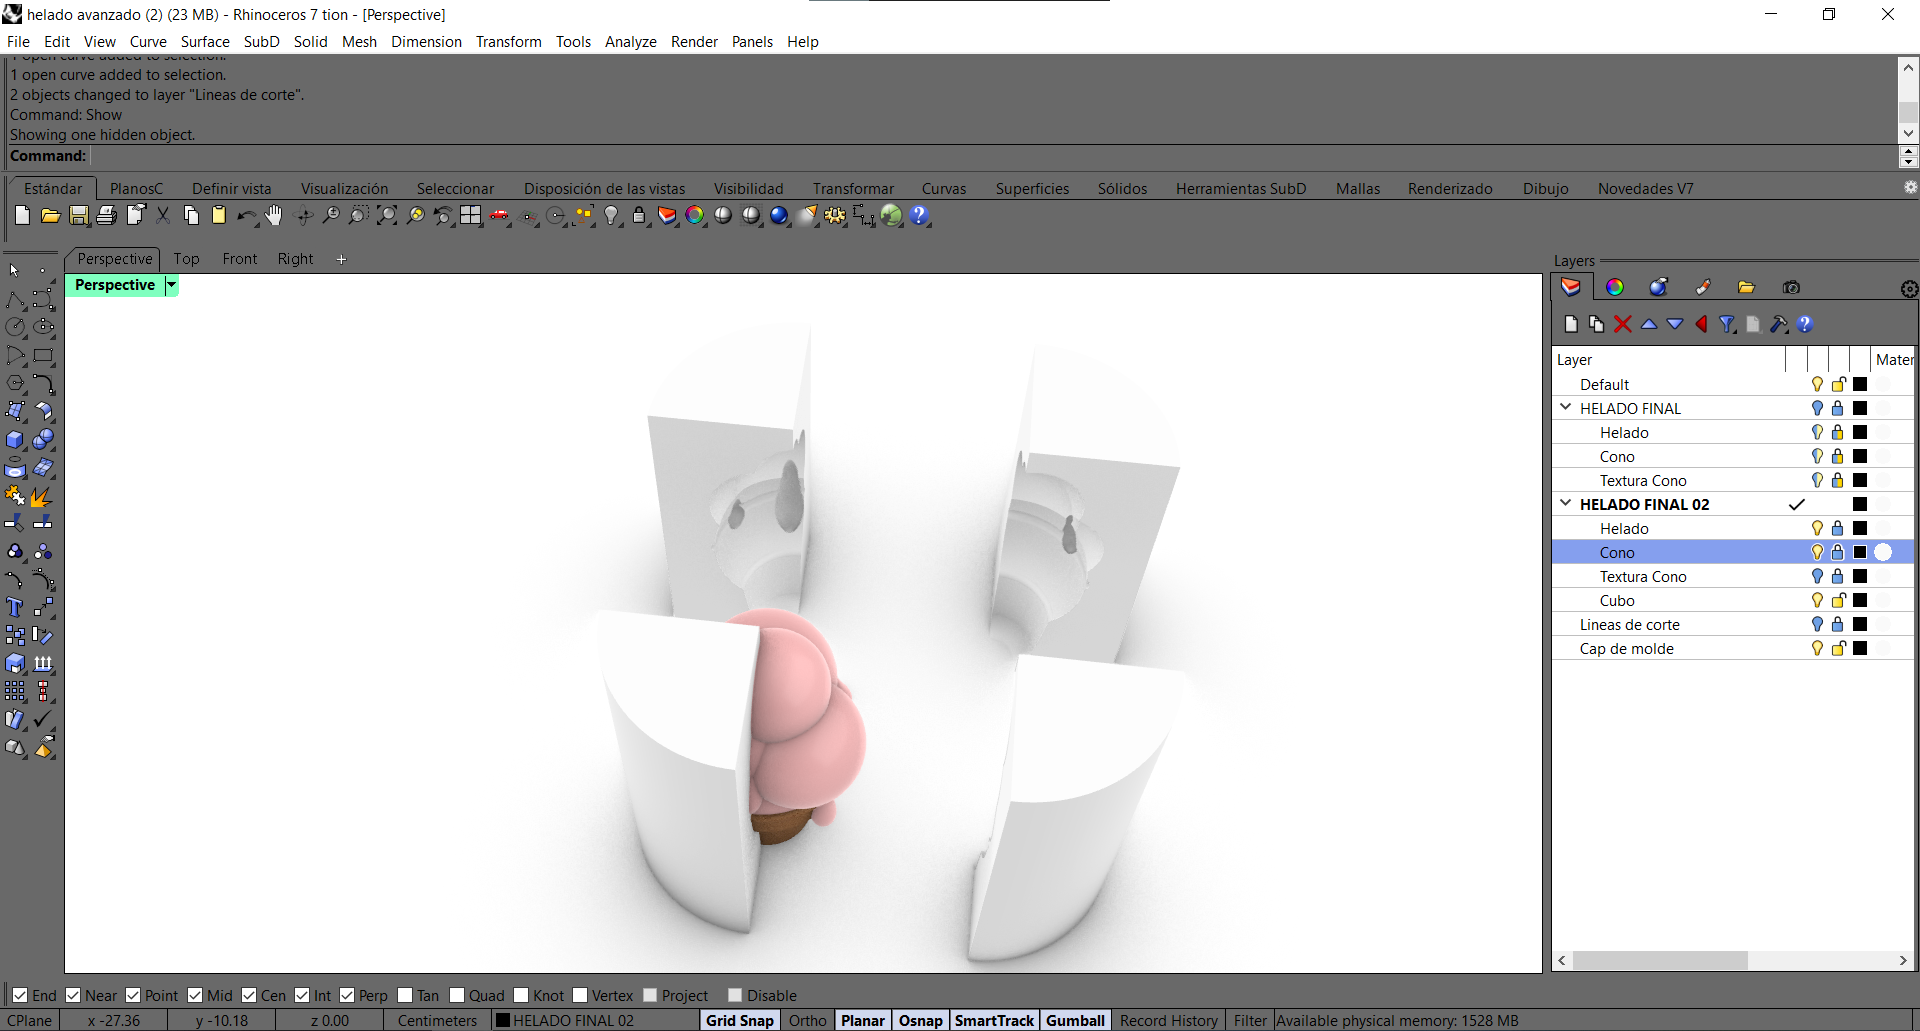 helado avanzado (2) (23 MB) - Rhinoceros 7 tion - [Perspective]
File Edit View Curve Surface SubD Solid Mesh Dimension Transform Tools Analyze Render Panels Help
1 open curve added to selection.
1 open curve added to selection.
2 objects changed to layer "Lineas de corte".
Command: Show
Showing one hidden object.
Command:
Estándar PlanosC Definir vista Visualización Seleccionar Disposición de las vistas Visibilidad Transformar Curvas Superficies Sólidos Herramientas SubD Mallas Renderizado Dibujo Novedades V7
Perspective Top Front Right
Perspective
Layers
Layer Mater
Default
HELADO FINAL
Helado
Cono
Textura Cono
HELADO FINAL 02
Helado
Cono
Textura Cono
Cubo
Lineas de corte
Cap de molde
End Near Point Mid Cen Int Perp Tan Quad Knot Vertex Project Disable
CPlane x -27.36 y -10.18 z 0.00 Centimeters HELADO FINAL 02 Grid Snap Ortho Planar Osnap SmartTrack Gumball Record History Filter Available physical memory: 1528 MB